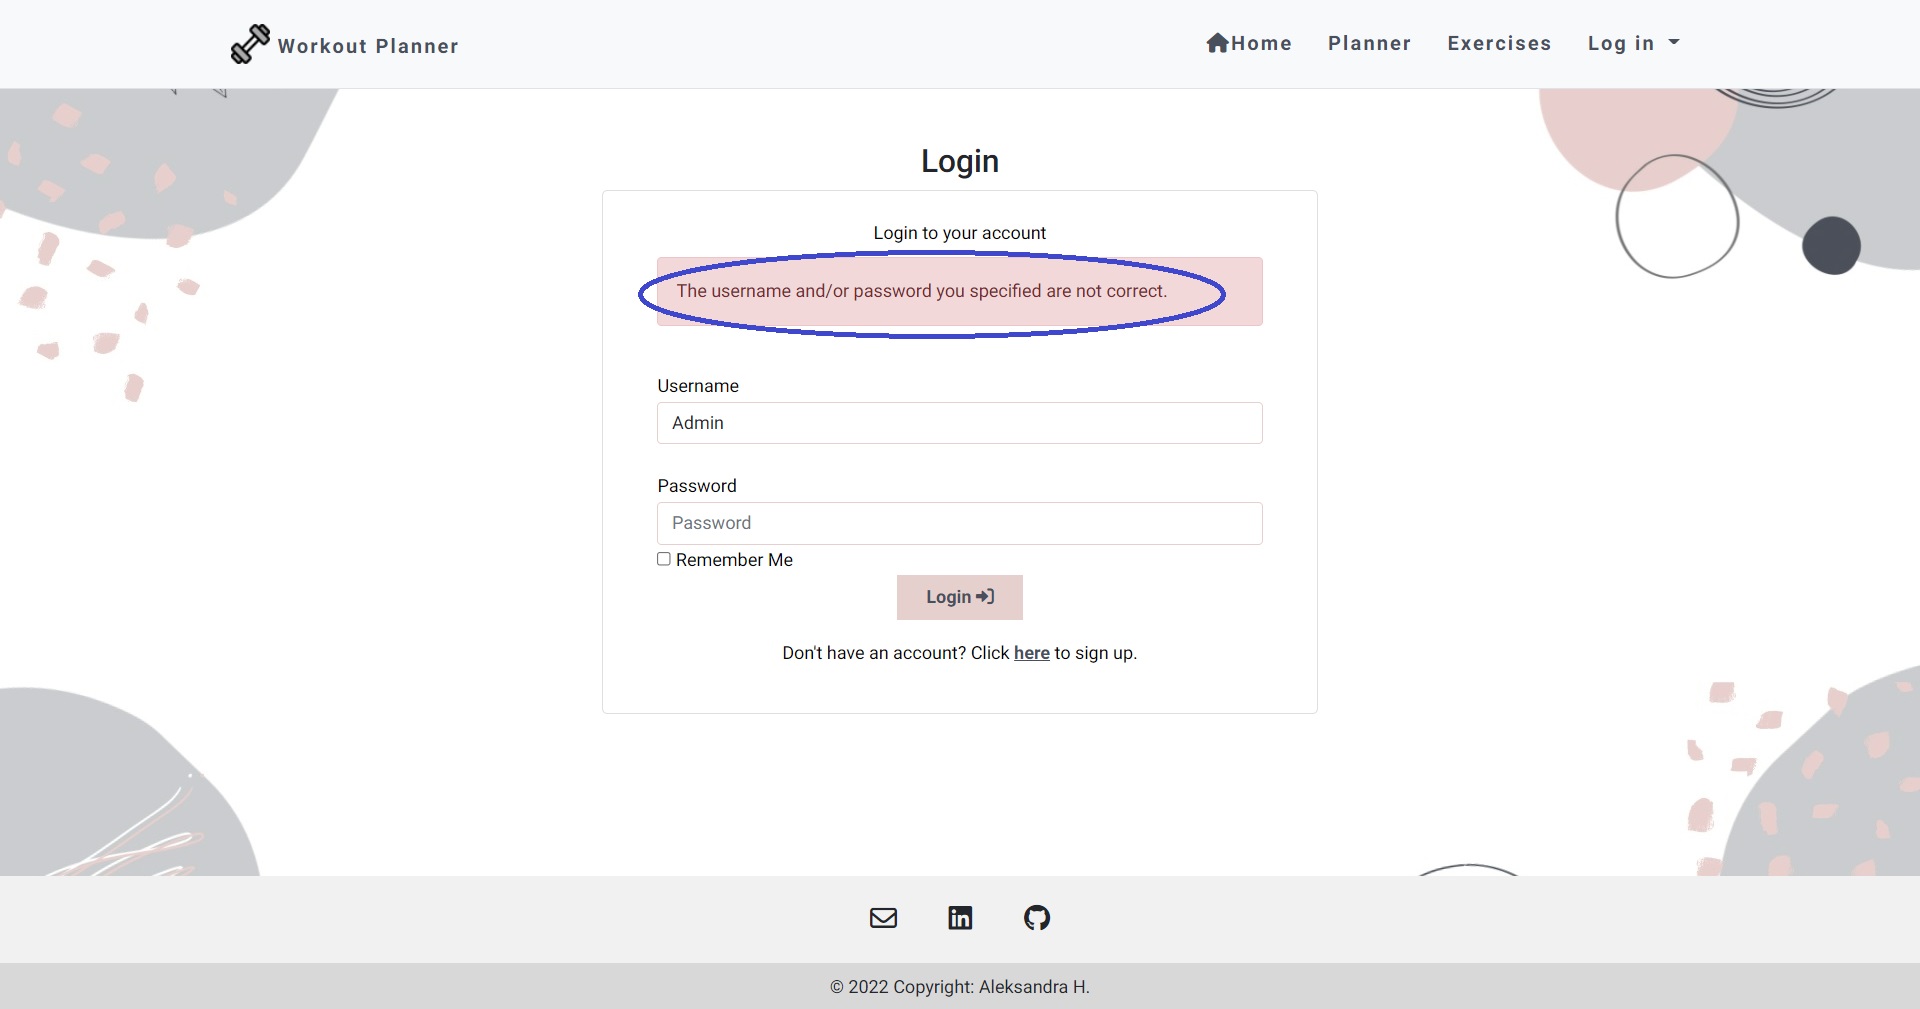 Workout Planner
Home Planner Exercises Log in
Login
Login to your account
The username and/or password you specified are not correct.
Username
Admin
Password
Password
Remember Me
Login
Don't have an account? Click here to sign up.
in
© 2022 Copyright: Aleksandra H.